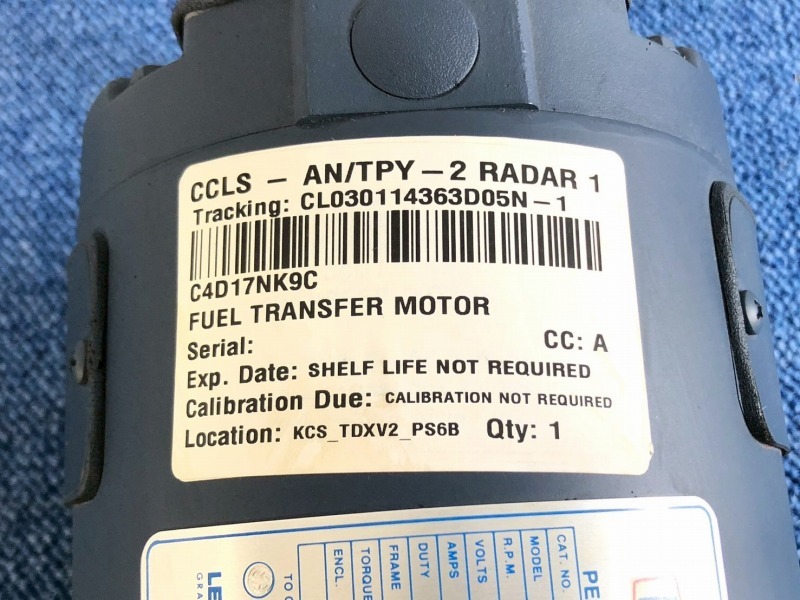 CCLS - AN/TPY-2 RADAR 1
Tracking: CL030114363D05N-1
C4D17NK9C
FUEL TRANSFER MOTOR
Serial: CC: A
Exp. Date: SHELF LIFE NOT REQUIRED
Calibration Due: CALIBRATION NOT REQUIRED
Location: KCS_TDXV2_PS6B Qty: 1
CAT. NO.
MODEL
R.P.M.
VOLTS
AMPS
DUTY
FRAME
TORQUE
ENCL.